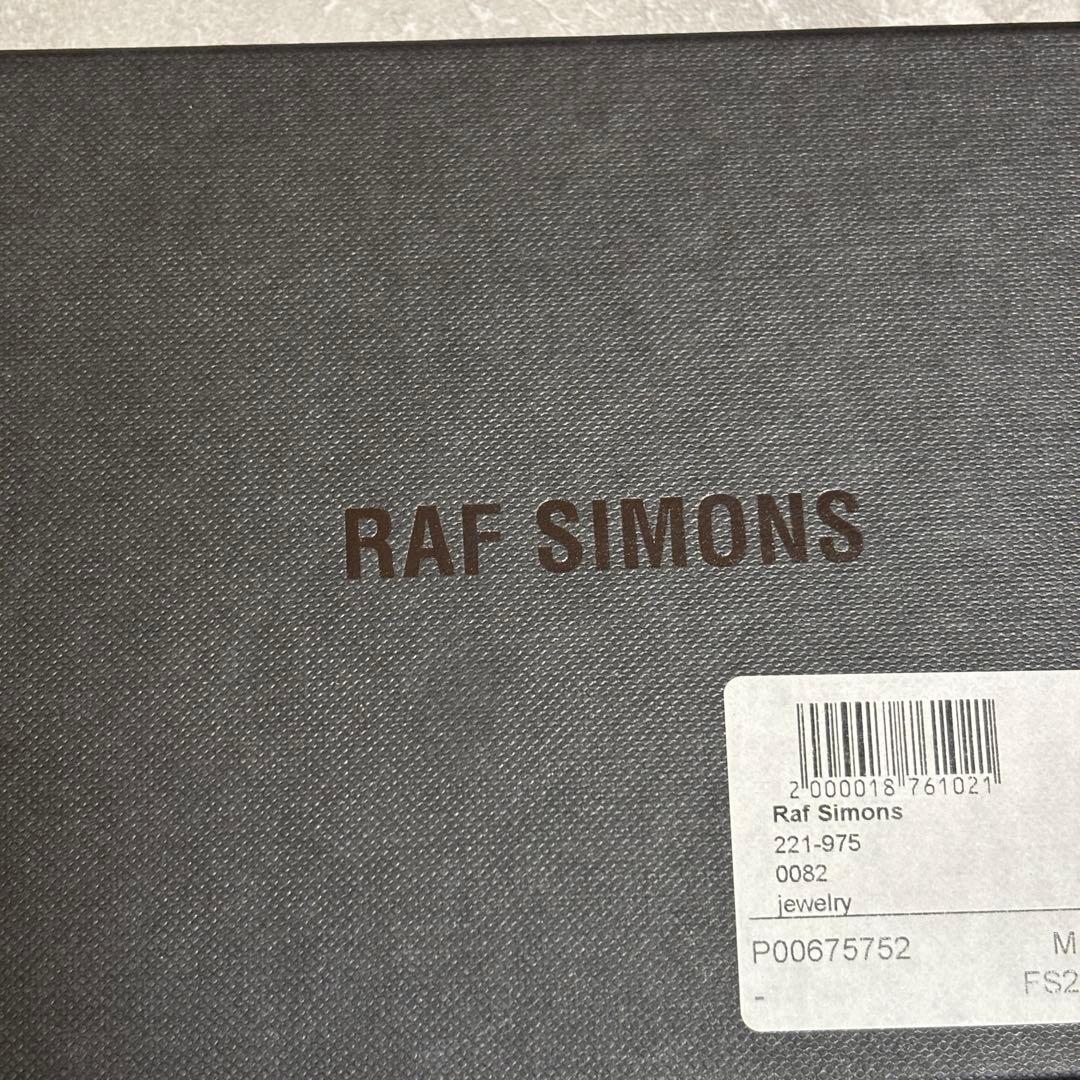 RAF SIMONS
2 000018 761021
Raf Simons
221-975
0082
jewelry
P00675752 M
- FS2